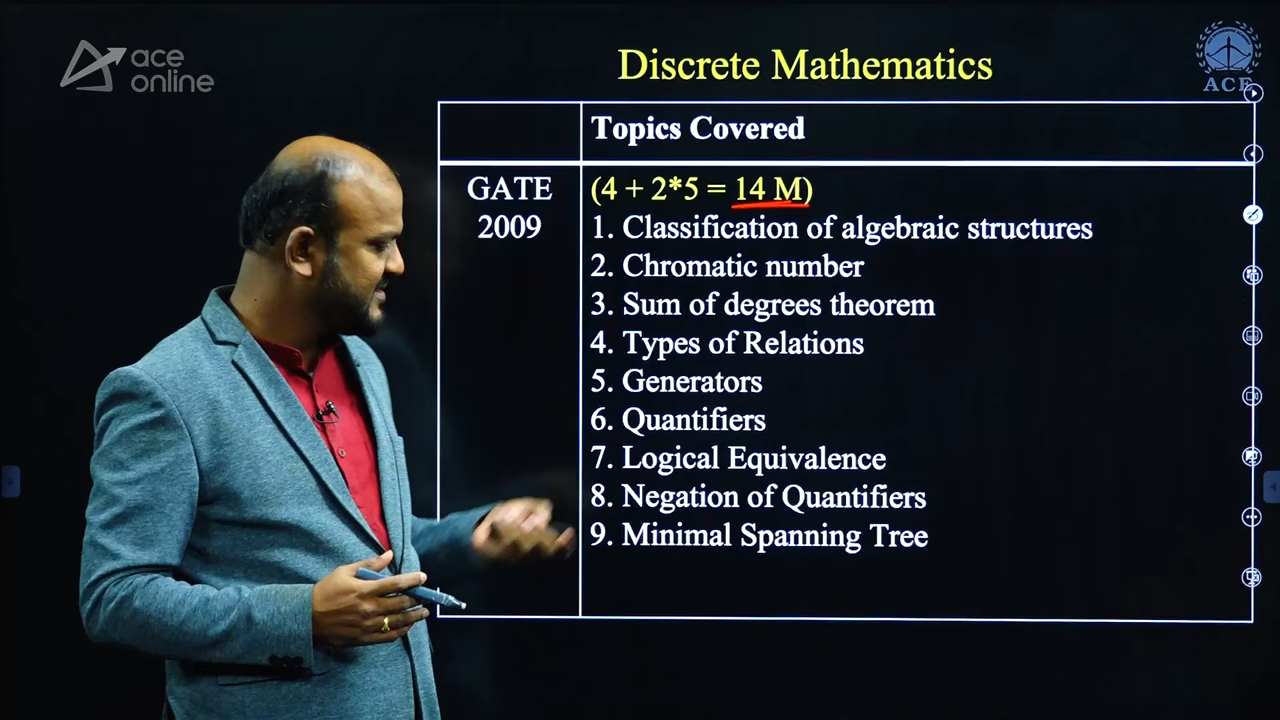 ace
online
Discrete Mathematics
ACE
Topics Covered
GATE
2009
(4 + 2*5 = 14 M)
1. Classification of algebraic structures
2. Chromatic number
3. Sum of degrees theorem
4. Types of Relations
5. Generators
6. Quantifiers
7. Logical Equivalence
8. Negation of Quantifiers
9. Minimal Spanning Tree